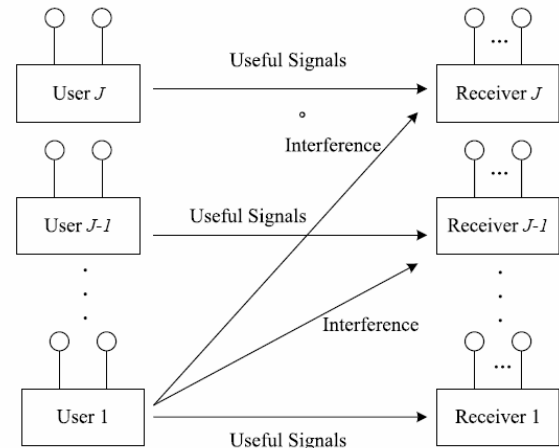 ...
Useful Signals
User J
Receiver J
Interference
...
User J-1
Useful Signals
Receiver J-1
Interference
...
User 1
Receiver 1
Useful Signals